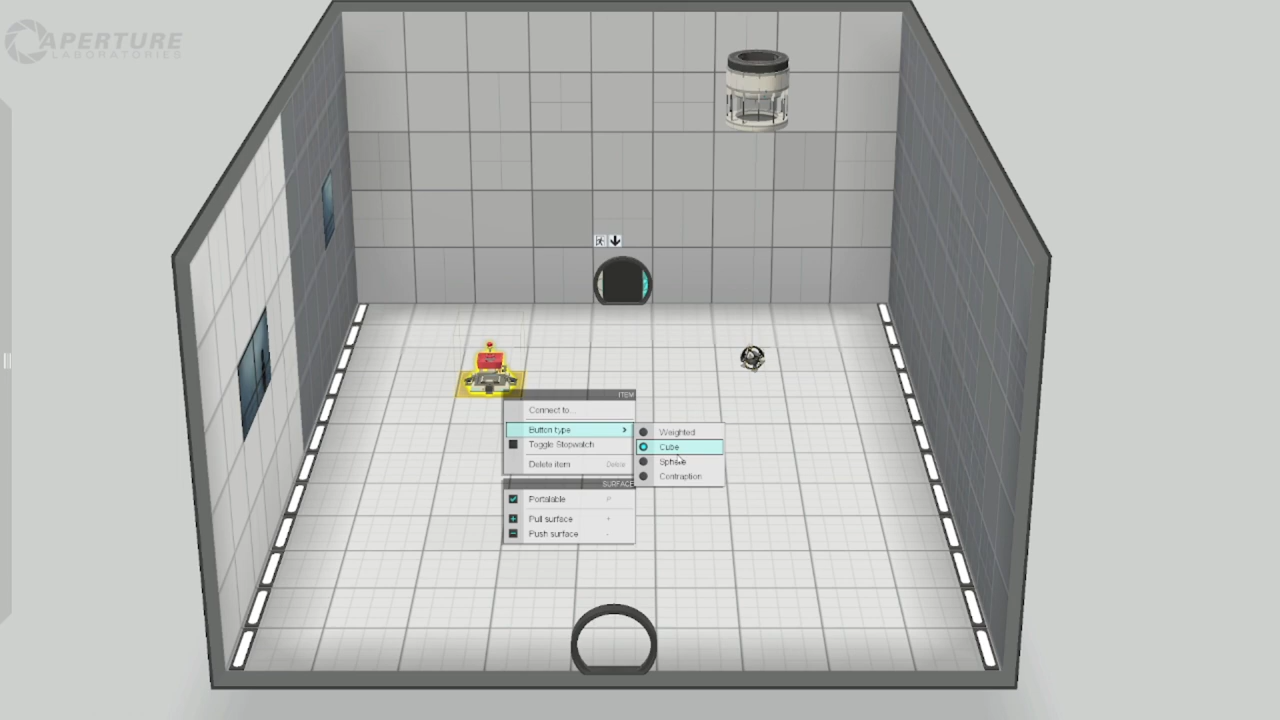 APERTURE
LABORATORIES
ITEM
Connect to...
Button type
Toggle Stopwatch
Delete item Delete
Weighted
Cube
Sphere
Contraption
SURFACE
Portalable P
Pull surface +
Push surface -